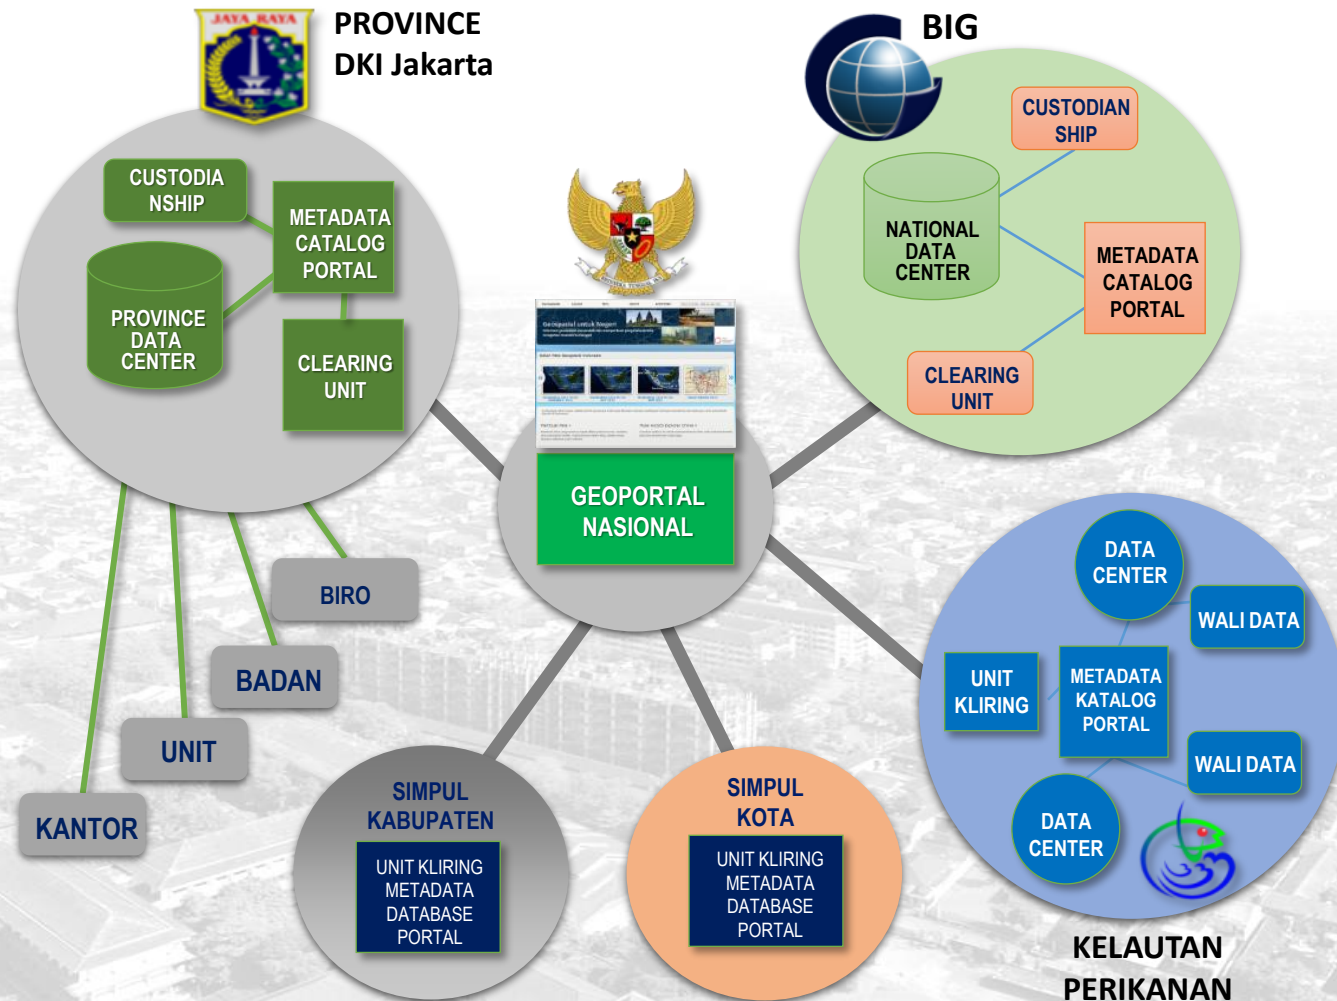 JAYA RAYA
PROVINCE
DKI Jakarta
BIG
CUSTODIA
NSHIP
METADATA
CATALOG
PORTAL
PROVINCE
DATA
CENTER
CLEARING
UNIT
CUSTODIAN
SHIP
NATIONAL
DATA
CENTER
METADATA
CATALOG
PORTAL
CLEARING
UNIT
Geospasial untuk Negeri
GEOPORTAL
NASIONAL
BIRO
BADAN
UNIT
KANTOR
DATA
CENTER
WALI DATA
UNIT
KLIRING
METADATA
KATALOG
PORTAL
WALI DATA
DATA
CENTER
SIMPUL
KABUPATEN
UNIT KLIRING
METADATA
DATABASE
PORTAL
SIMPUL
KOTA
UNIT KLIRING
METADATA
DATABASE
PORTAL
KELAUTAN
PERIKANAN